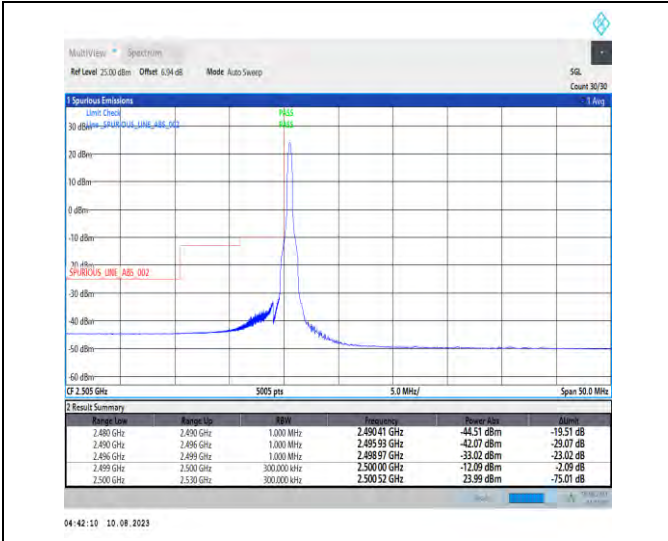 MultiView Spectrum
Ref Level 25.00 dBm Offset 6.94 dB Mode Auto Sweep SGL
Count 30/30
1 Spurious Emissions 1 Avg
Limit Check PASS
Line _SPURIOUS_LINE_ABS_002 PASS
30 dBm
20 dBm
10 dBm
0 dBm
-10 dBm
-20 dBm
SPURIOUS_LINE_ABS_002
-30 dBm
-40 dBm
-50 dBm
-60 dBm
CF 2.505 GHz 5005 pts 5.0 MHz/ Span 50.0 MHz
2 Result Summary
Range Low Range Up RBW Frequency Power Abs ΔLimit
2.480 GHz 2.490 GHz 1.000 MHz 2.490 41 GHz -44.51 dBm -19.51 dB
2.490 GHz 2.496 GHz 1.000 MHz 2.495 93 GHz -42.07 dBm -29.07 dB
2.496 GHz 2.499 GHz 1.000 MHz 2.498 97 GHz -33.02 dBm -23.02 dB
2.499 GHz 2.500 GHz 300.000 kHz 2.500 00 GHz -12.09 dBm -2.09 dB
2.500 GHz 2.530 GHz 300.000 kHz 2.500 52 GHz 23.99 dBm -75.01 dB
04:42:10 10.08.2023